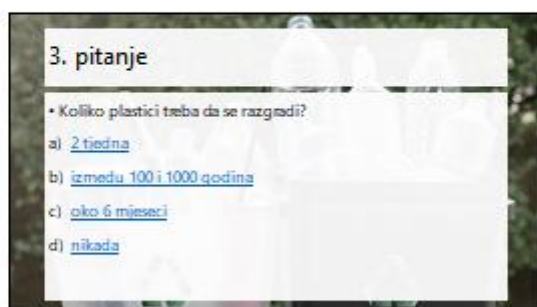 3. pitanje
• Koliko plastici treba da se razgradi?
a) 2 tjedna
b) između 100 i 1000 godina
c) oko 6 mjeseci
d) nikada